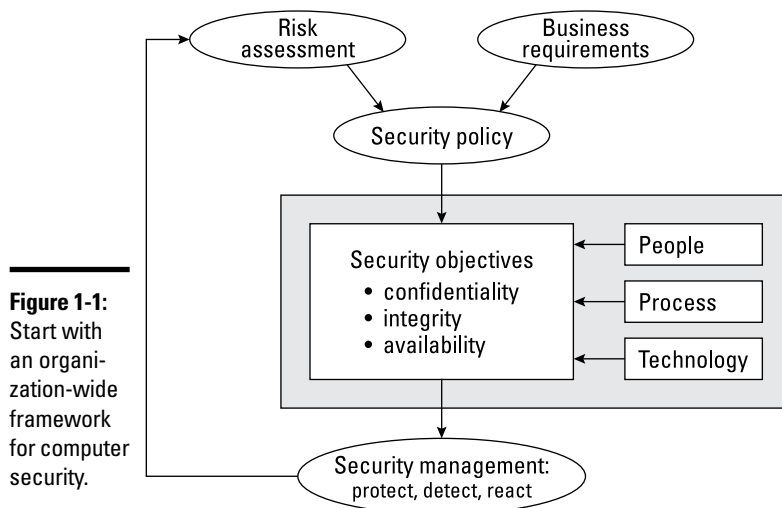 Risk
assessment
Business
requirements
Security policy
Security objectives
• confidentiality
• integrity
• availability
People
Process
Technology
Security management:
protect, detect, react
Figure 1-1:
Start with
an organi-
zation-wide
framework
for computer
security.